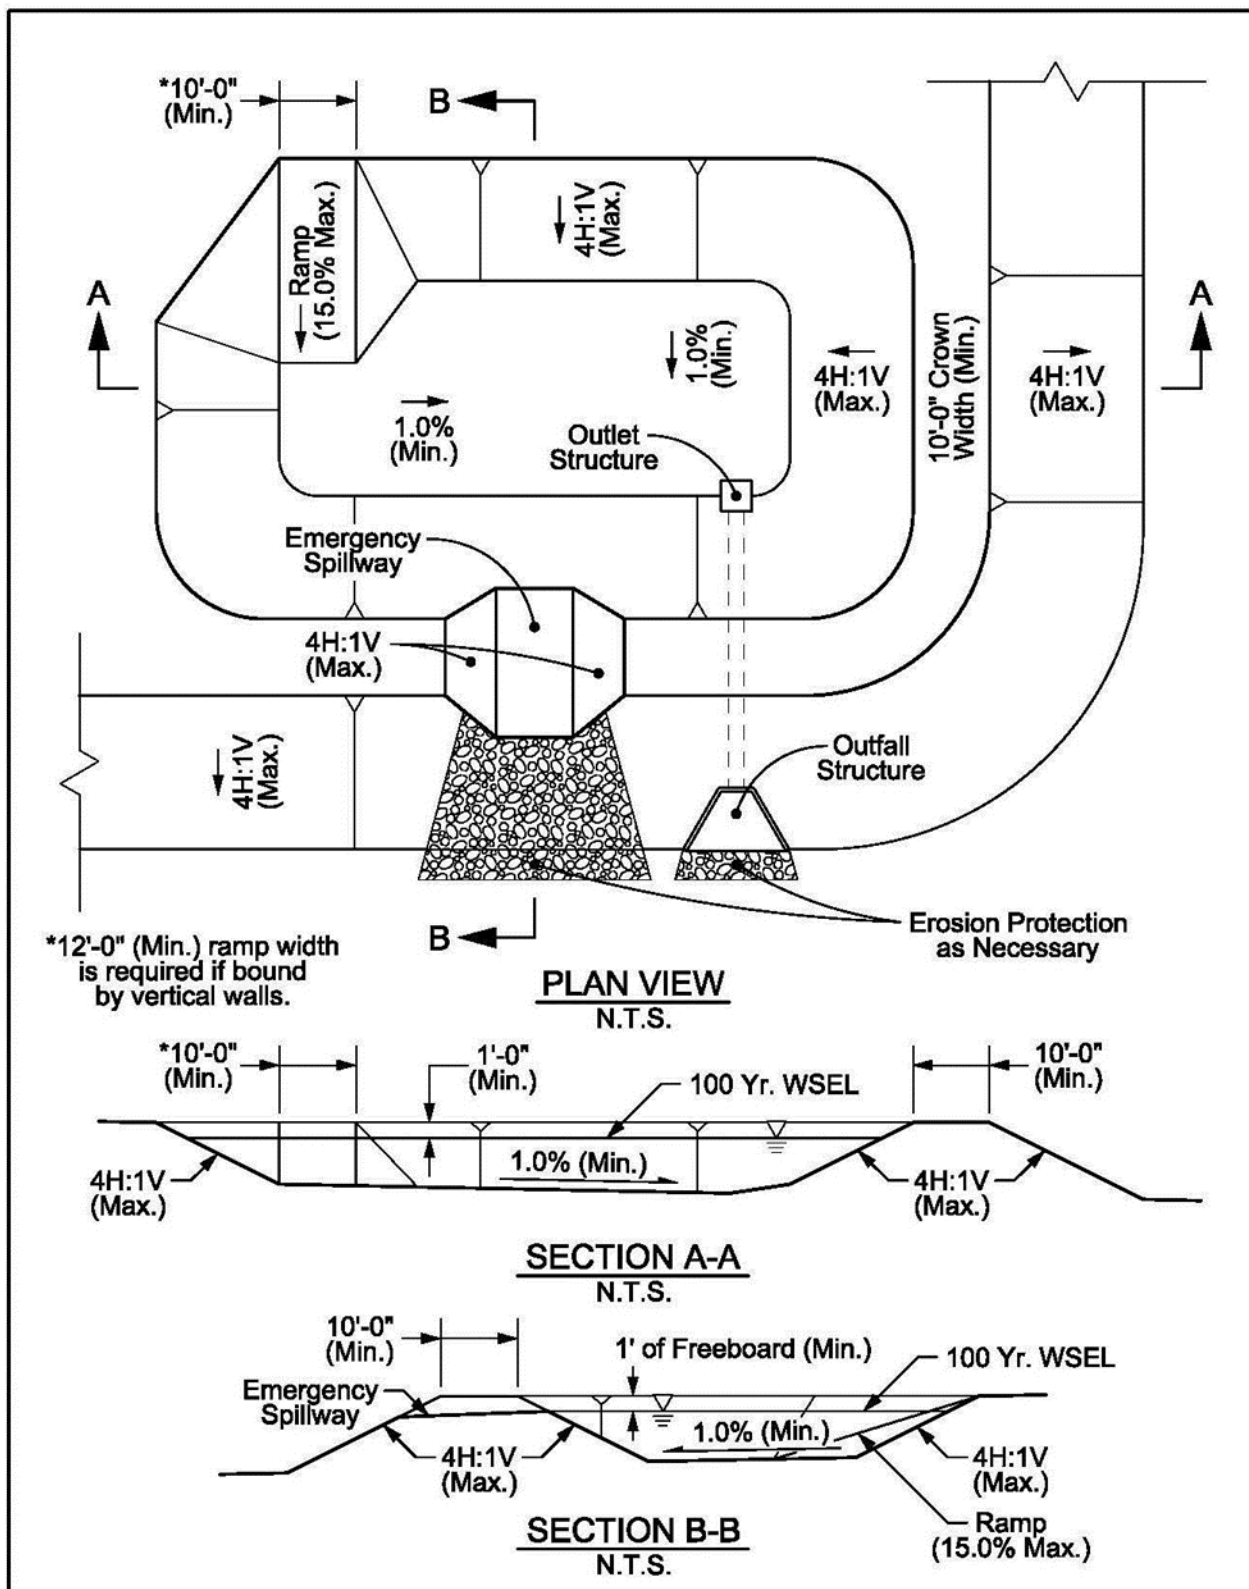 *10'-0"
(Min.)
B
Ramp
(15.0% Max.)
4H:1V
(Max.)
A
A
1.0%
(Min.)
4H:1V
(Max.)
10'-0" Crown
Width (Min.)
4H:1V
(Max.)
1.0%
(Min.)
Outlet
Structure
Emergency
Spillway
4H:1V
(Max.)
4H:1V
(Max.)
Outfall
Structure
B
Erosion Protection
as Necessary
*12'-0" (Min.) ramp width
is required if bound
by vertical walls.
PLAN VIEW
N.T.S.
*10'-0"
(Min.)
1'-0"
(Min.)
100 Yr. WSEL
10'-0"
(Min.)
4H:1V
(Max.)
1.0% (Min.)
4H:1V
(Max.)
SECTION A-A
N.T.S.
10'-0"
(Min.)
1' of Freeboard (Min.)
100 Yr. WSEL
Emergency
Spillway
4H:1V
(Max.)
1.0% (Min.)
4H:1V
(Max.)
Ramp
(15.0% Max.)
SECTION B-B
N.T.S.